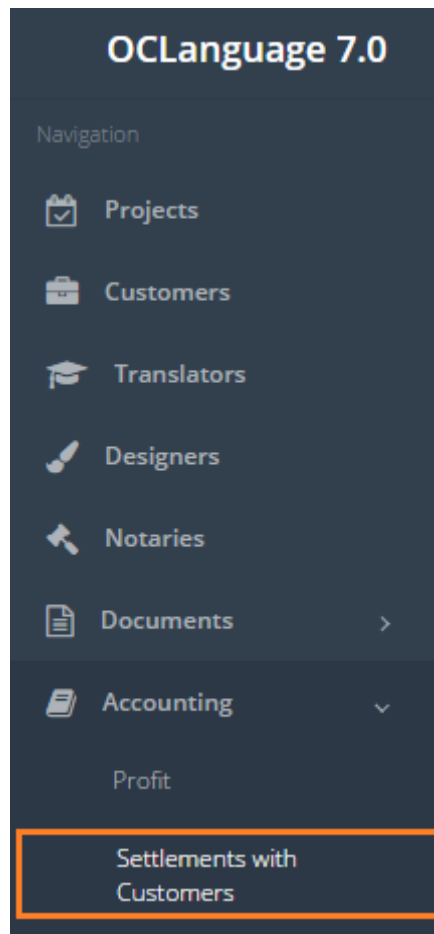 OCLanguage 7.0
Navigation
Projects
Customers
Translators
Designers
Notaries
Documents
Accounting
Profit
Settlements with
Customers